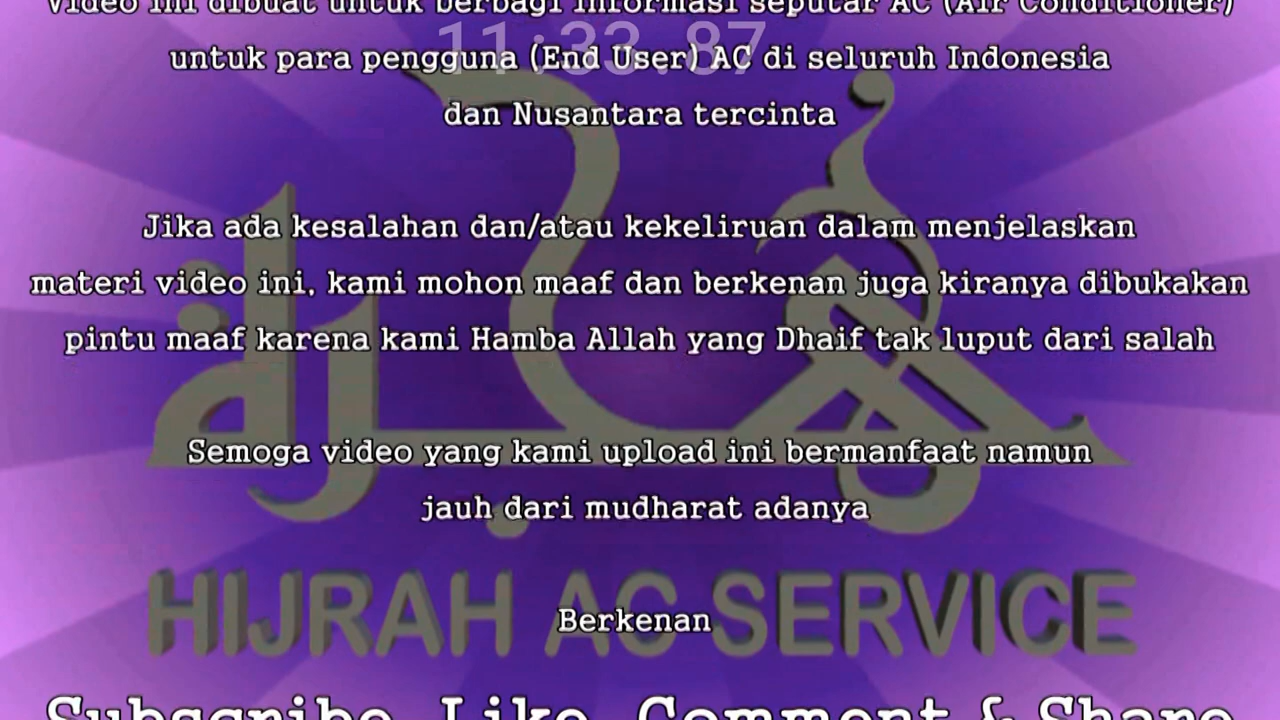 Video ini dibuat untuk berbagi informasi seputar AC (Air Conditioner)
11:33.87
untuk para pengguna (End User) AC di seluruh Indonesia
dan Nusantara tercinta
Jika ada kesalahan dan/atau kekeliruan dalam menjelaskan
materi video ini, kami mohon maaf dan berkenan juga kiranya dibukakan
pintu maaf karena kami Hamba Allah yang Dhaif tak luput dari salah
Semoga video yang kami upload ini bermanfaat namun
jauh dari mudharat adanya
HIJRAH AC SERVICE
Berkenan
Subscribe, Like, Comment & Share